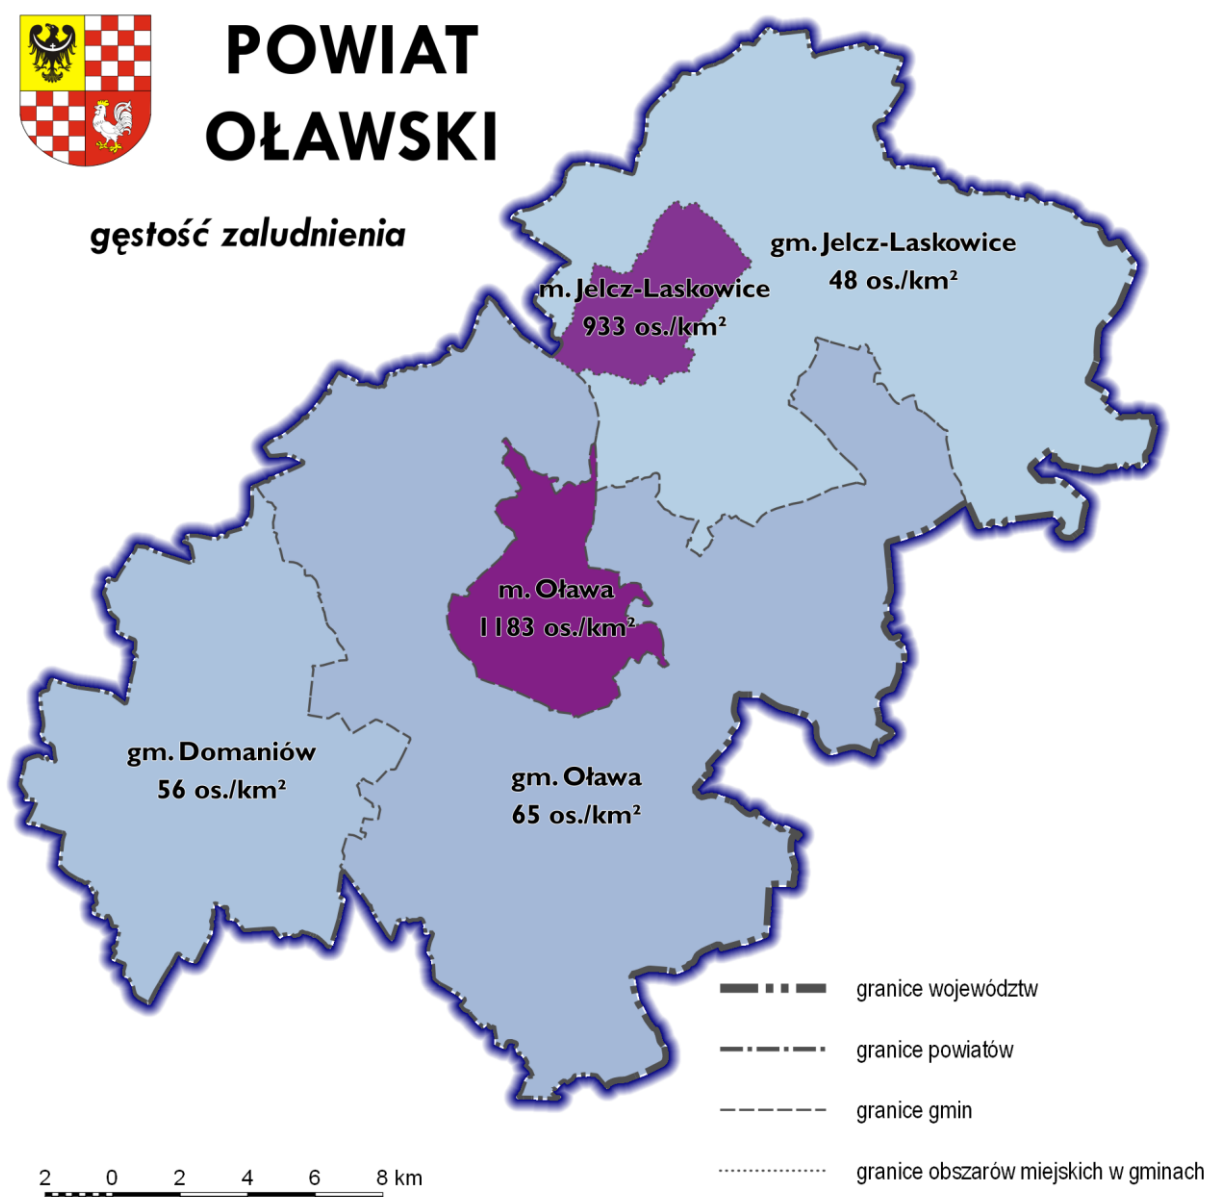 POWIAT
OŁAWSKI
gęstość zaludnienia
gm. Jelcz-Laskowice
48 os./km²
m. Jelcz-Laskowice
933 os./km²
m. Oława
1183 os./km²
gm. Domaniów
56 os./km²
gm. Oława
65 os./km²
granice województw
granice powiatów
granice gmin
granice obszarów miejskich w gminach
2 0 2 4 6 8 km